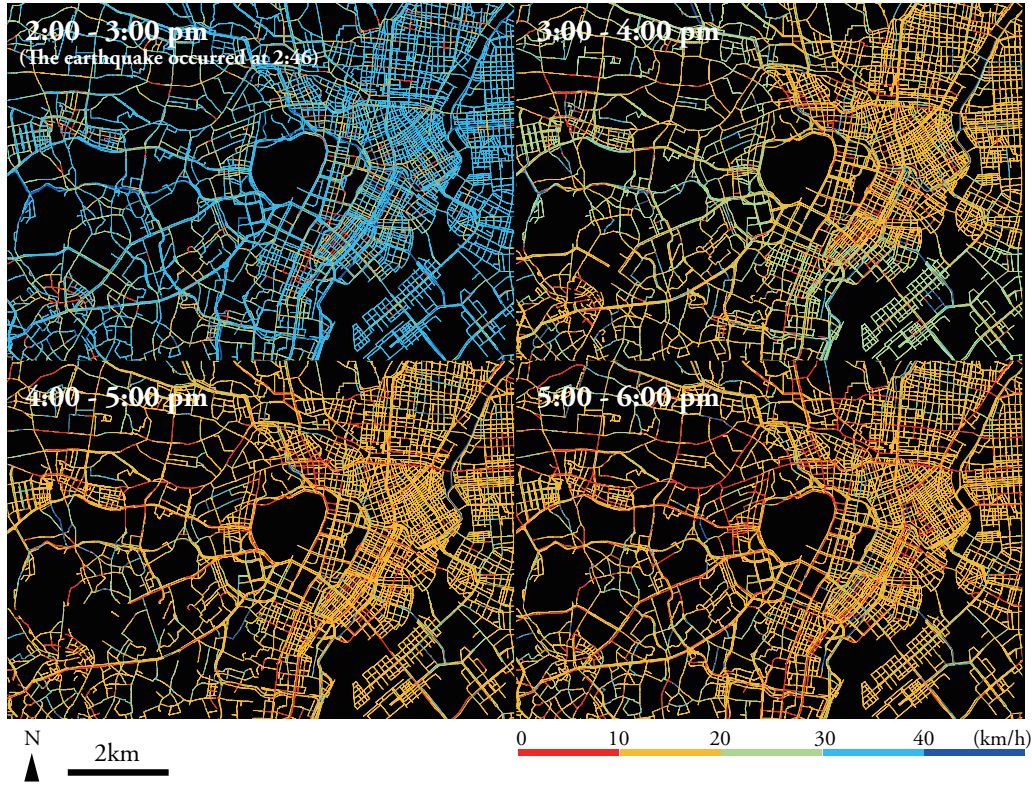 2:00 - 3:00 pm
(The earthquake occurred at 2:46)
3:00 - 4:00 pm
4:00 - 5:00 pm
5:00 - 6:00 pm
N
2km
0 10 20 30 40 (km/h)